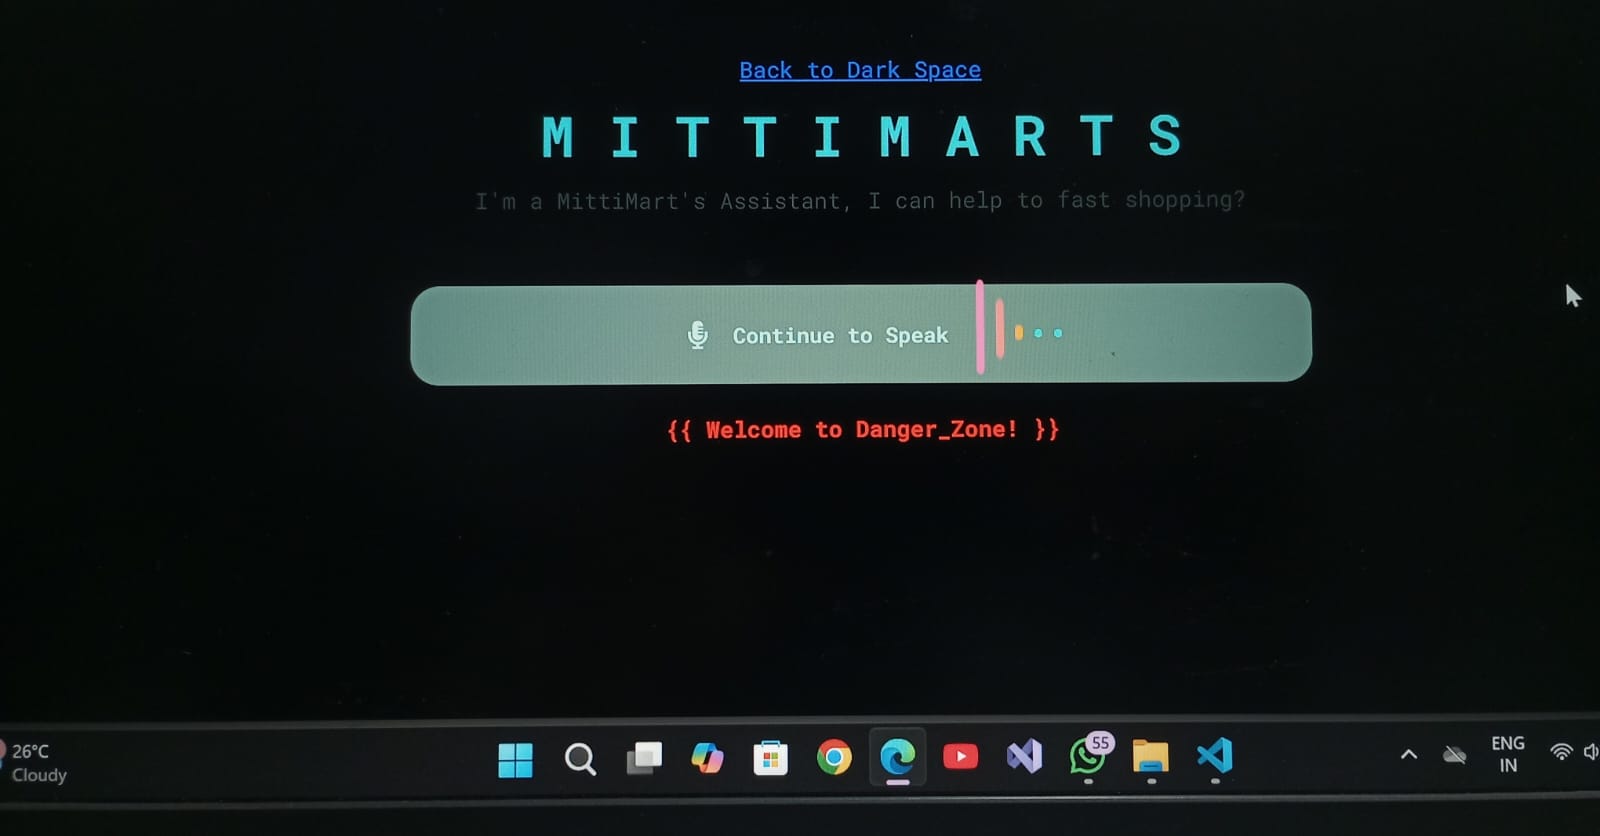 Back to Dark Space
MITTIMARTS
I'm a MittiMart's Assistant, I can help to fast shopping?
Continue to Speak
{{ Welcome to Danger_Zone! }}
26°C
Cloudy
55
ENG
IN